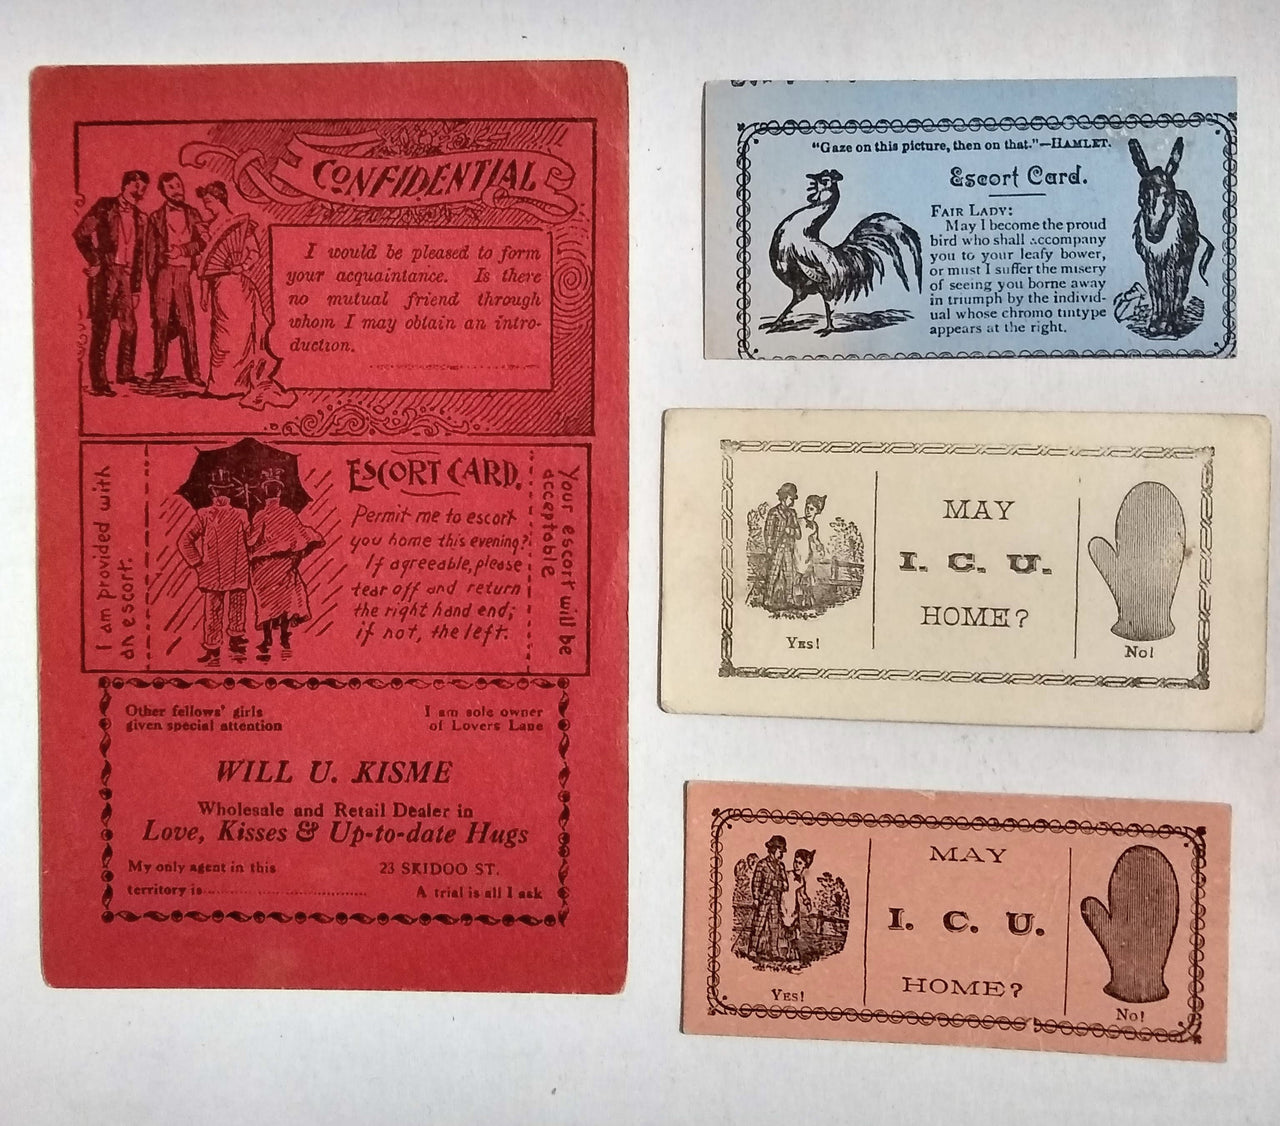 CONFIDENTIAL
I would be pleased to form
your acquaintance. Is there
no mutual friend through
whom I may obtain an intro-
duction.
I am provided with
an escort.
ESCORT CARD.
Permit me to escort
you home this evening?
If agreeable, please
tear off and return
the right hand end;
if not, the left.
Your escort will be
acceptable
Other fellows' girls
given special attention
I am sole owner
of Lovers Lane
WILL U. KISME
Wholesale and Retail Dealer in
Love, Kisses & Up-to-date Hugs
My only agent in this
territory is
23 SKIDOO ST.
A trial is all I ask
"Gaze on this picture, then on that."—HAMLET.
Escort Card.
FAIR LADY:
May I become the proud
bird who shall accompany
you to your leafy bower,
or must I suffer the misery
of seeing you borne away
in triumph by the individ-
ual whose chromo tintype
appears at the right.
MAY
I. C. U.
HOME?
YES!
No!
MAY
I. C. U.
HOME?
YES!
No!